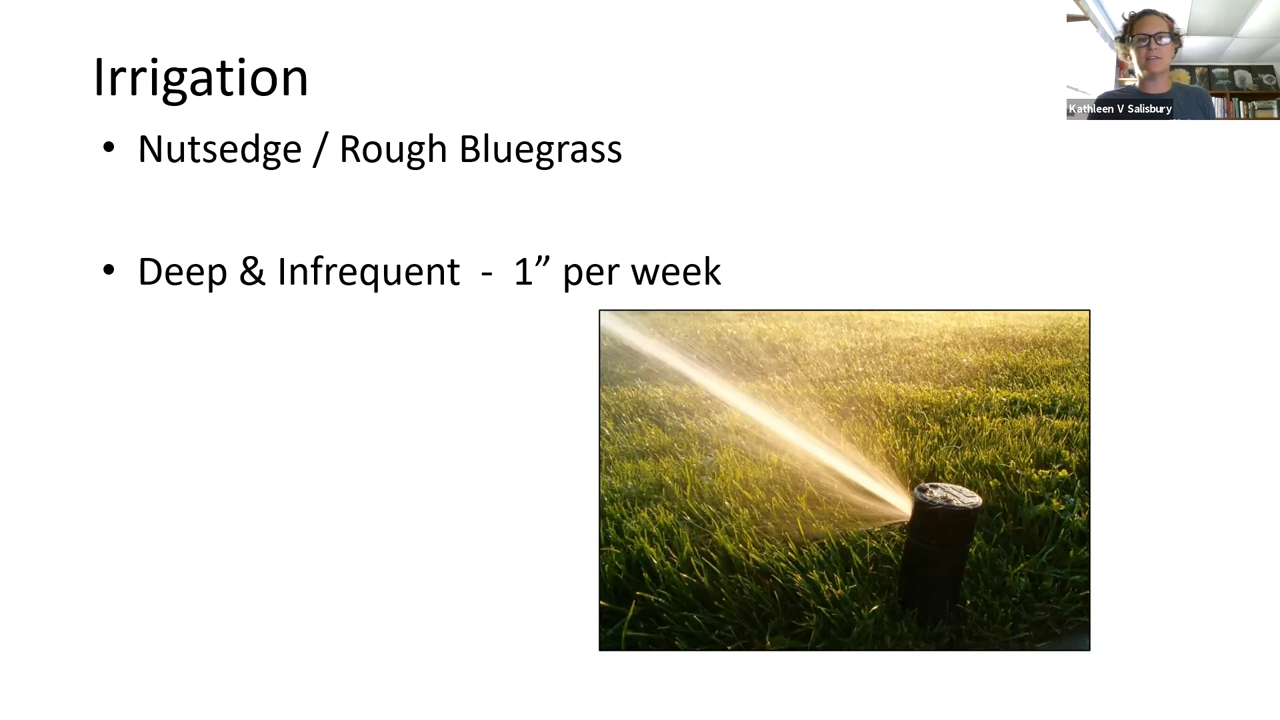 Irrigation
Kathleen V Salisbury
• Nutsedge / Rough Bluegrass
• Deep & Infrequent - 1” per week